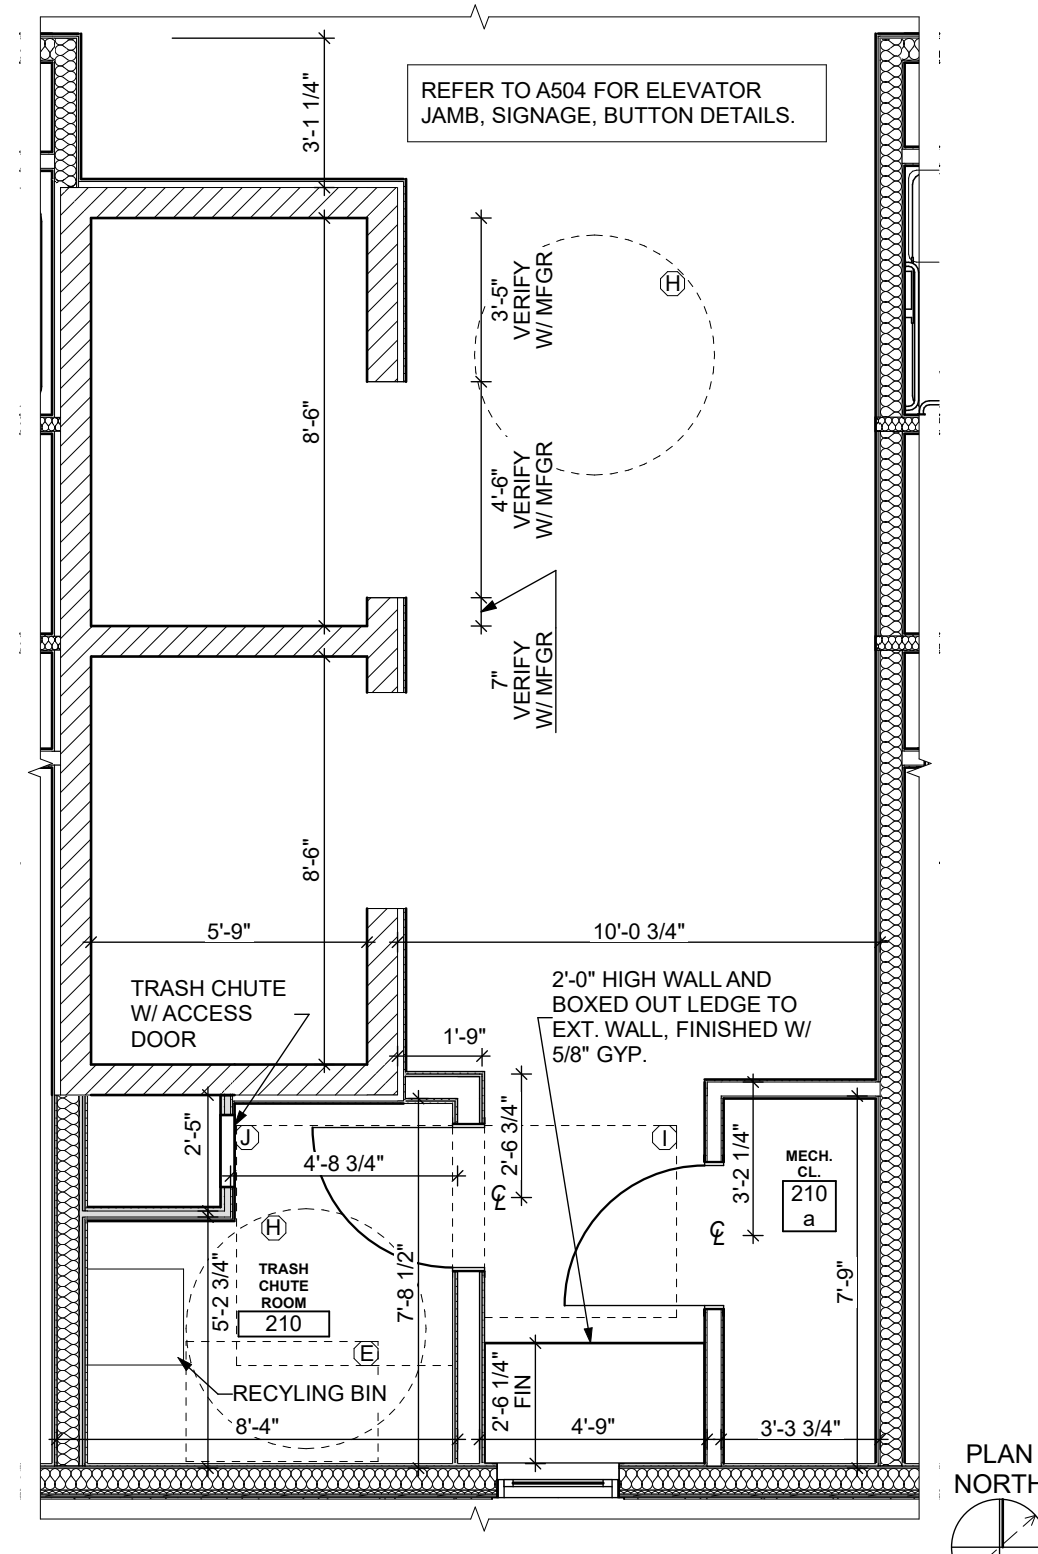 REFER TO A504 FOR ELEVATOR
JAMB, SIGNAGE, BUTTON DETAILS.
3'-1 1/4"
H
3'-5"
VERIFY
W/ MFGR
8'-6"
4'-6"
VERIFY
W/ MFGR
7"
VERIFY
W/ MFGR
8'-6"
5'-9"
10'-0 3/4"
TRASH CHUTE
W/ ACCESS
DOOR
2'-0" HIGH WALL AND
BOXED OUT LEDGE TO
EXT. WALL, FINISHED W/
5/8" GYP.
1'-9"
2'-5"
J
4'-8 3/4"
2'-6 3/4"
I
3'-2 1/4"
MECH.
CL.
210
a
℄
℄
H
TRASH
CHUTE
ROOM
210
5'-2 3/4"
7'-8 1/2"
7'-9"
E
RECYLING BIN
2'-6 1/4"
FIN
8'-4"
4'-9"
3'-3 3/4"
PLAN
NORTH